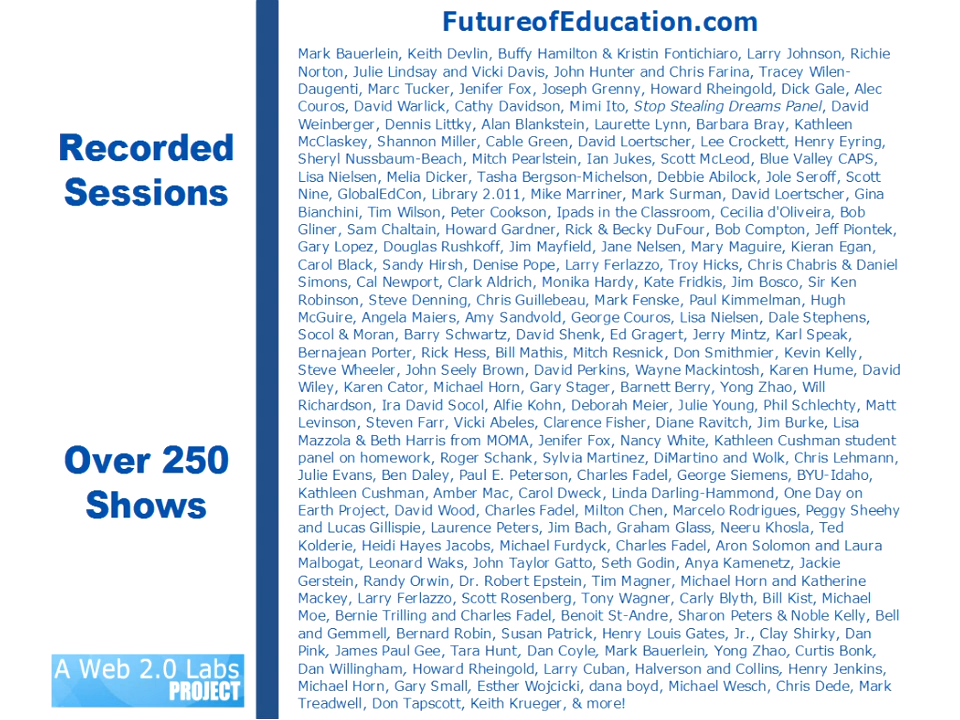 FutureofEducation.com
Recorded
Sessions
Over 250
Shows
A Web 2.0 Labs
PROJECT
Mark Bauerlein, Keith Devlin, Buffy Hamilton & Kristin Fontichiaro, Larry Johnson, Richie
Norton, Julie Lindsay and Vicki Davis, John Hunter and Chris Farina, Tracey Wilen-
Daugenti, Marc Tucker, Jenifer Fox, Joseph Grenny, Howard Rheingold, Dick Gale, Alec
Couros, David Warlick, Cathy Davidson, Mimi Ito, Stop Stealing Dreams Panel, David
Weinberger, Dennis Littky, Alan Blankstein, Laurette Lynn, Barbara Bray, Kathleen
McClaskey, Shannon Miller, Cable Green, David Loertscher, Lee Crockett, Henry Eyring,
Sheryl Nussbaum-Beach, Mitch Pearlstein, Ian Jukes, Scott McLeod, Blue Valley CAPS,
Lisa Nielsen, Melia Dicker, Tasha Bergson-Michelson, Debbie Abilock, Jole Seroff, Scott
Nine, GlobalEdCon, Library 2.011, Mike Marriner, Mark Surman, David Loertscher, Gina
Bianchini, Tim Wilson, Peter Cookson, Ipads in the Classroom, Cecilia d'Oliveira, Bob
Gliner, Sam Chaltain, Howard Gardner, Rick & Becky DuFour, Bob Compton, Jeff Piontek,
Gary Lopez, Douglas Rushkoff, Jim Mayfield, Jane Nelsen, Mary Maguire, Kieran Egan,
Carol Black, Sandy Hirsh, Denise Pope, Larry Ferlazzo, Troy Hicks, Chris Chabris & Daniel
Simons, Cal Newport, Clark Aldrich, Monika Hardy, Kate Fridkis, Jim Bosco, Sir Ken
Robinson, Steve Denning, Chris Guillebeau, Mark Fenske, Paul Kimmelman, Hugh
McGuire, Angela Maiers, Amy Sandvold, George Couros, Lisa Nielsen, Dale Stephens,
Socol & Moran, Barry Schwartz, David Shenk, Ed Gragert, Jerry Mintz, Karl Speak,
Bernajean Porter, Rick Hess, Bill Mathis, Mitch Resnick, Don Smithmier, Kevin Kelly,
Steve Wheeler, John Seely Brown, David Perkins, Wayne Mackintosh, Karen Hume, David
Wiley, Karen Cator, Michael Horn, Gary Stager, Barnett Berry, Yong Zhao, Will
Richardson, Ira David Socol, Alfie Kohn, Deborah Meier, Julie Young, Phil Schlechty, Matt
Levinson, Steven Farr, Vicki Abeles, Clarence Fisher, Diane Ravitch, Jim Burke, Lisa
Mazzola & Beth Harris from MOMA, Jenifer Fox, Nancy White, Kathleen Cushman student
panel on homework, Roger Schank, Sylvia Martinez, DiMartino and Wolk, Chris Lehmann,
Julie Evans, Ben Daley, Paul E. Peterson, Charles Fadel, George Siemens, BYU-Idaho,
Kathleen Cushman, Amber Mac, Carol Dweck, Linda Darling-Hammond, One Day on
Earth Project, David Wood, Charles Fadel, Milton Chen, Marcelo Rodrigues, Peggy Sheehy
and Lucas Gillispie, Laurence Peters, Jim Bach, Graham Glass, Neeru Khosla, Ted
Kolderie, Heidi Hayes Jacobs, Michael Furdyck, Charles Fadel, Aron Solomon and Laura
Malbogat, Leonard Waks, John Taylor Gatto, Seth Godin, Anya Kamenetz, Jackie
Gerstein, Randy Orwin, Dr. Robert Epstein, Tim Magner, Michael Horn and Katherine
Mackey, Larry Ferlazzo, Scott Rosenberg, Tony Wagner, Carly Blyth, Bill Kist, Michael
Moe, Bernie Trilling and Charles Fadel, Benoit St-Andre, Sharon Peters & Noble Kelly, Bell
and Gemmell, Bernard Robin, Susan Patrick, Henry Louis Gates, Jr., Clay Shirky, Dan
Pink, James Paul Gee, Tara Hunt, Dan Coyle, Mark Bauerlein, Yong Zhao, Curtis Bonk,
Dan Willingham, Howard Rheingold, Larry Cuban, Halverson and Collins, Henry Jenkins,
Michael Horn, Gary Small, Esther Wojcicki, dana boyd, Michael Wesch, Chris Dede, Mark
Treadwell, Don Tapscott, Keith Krueger, & more!